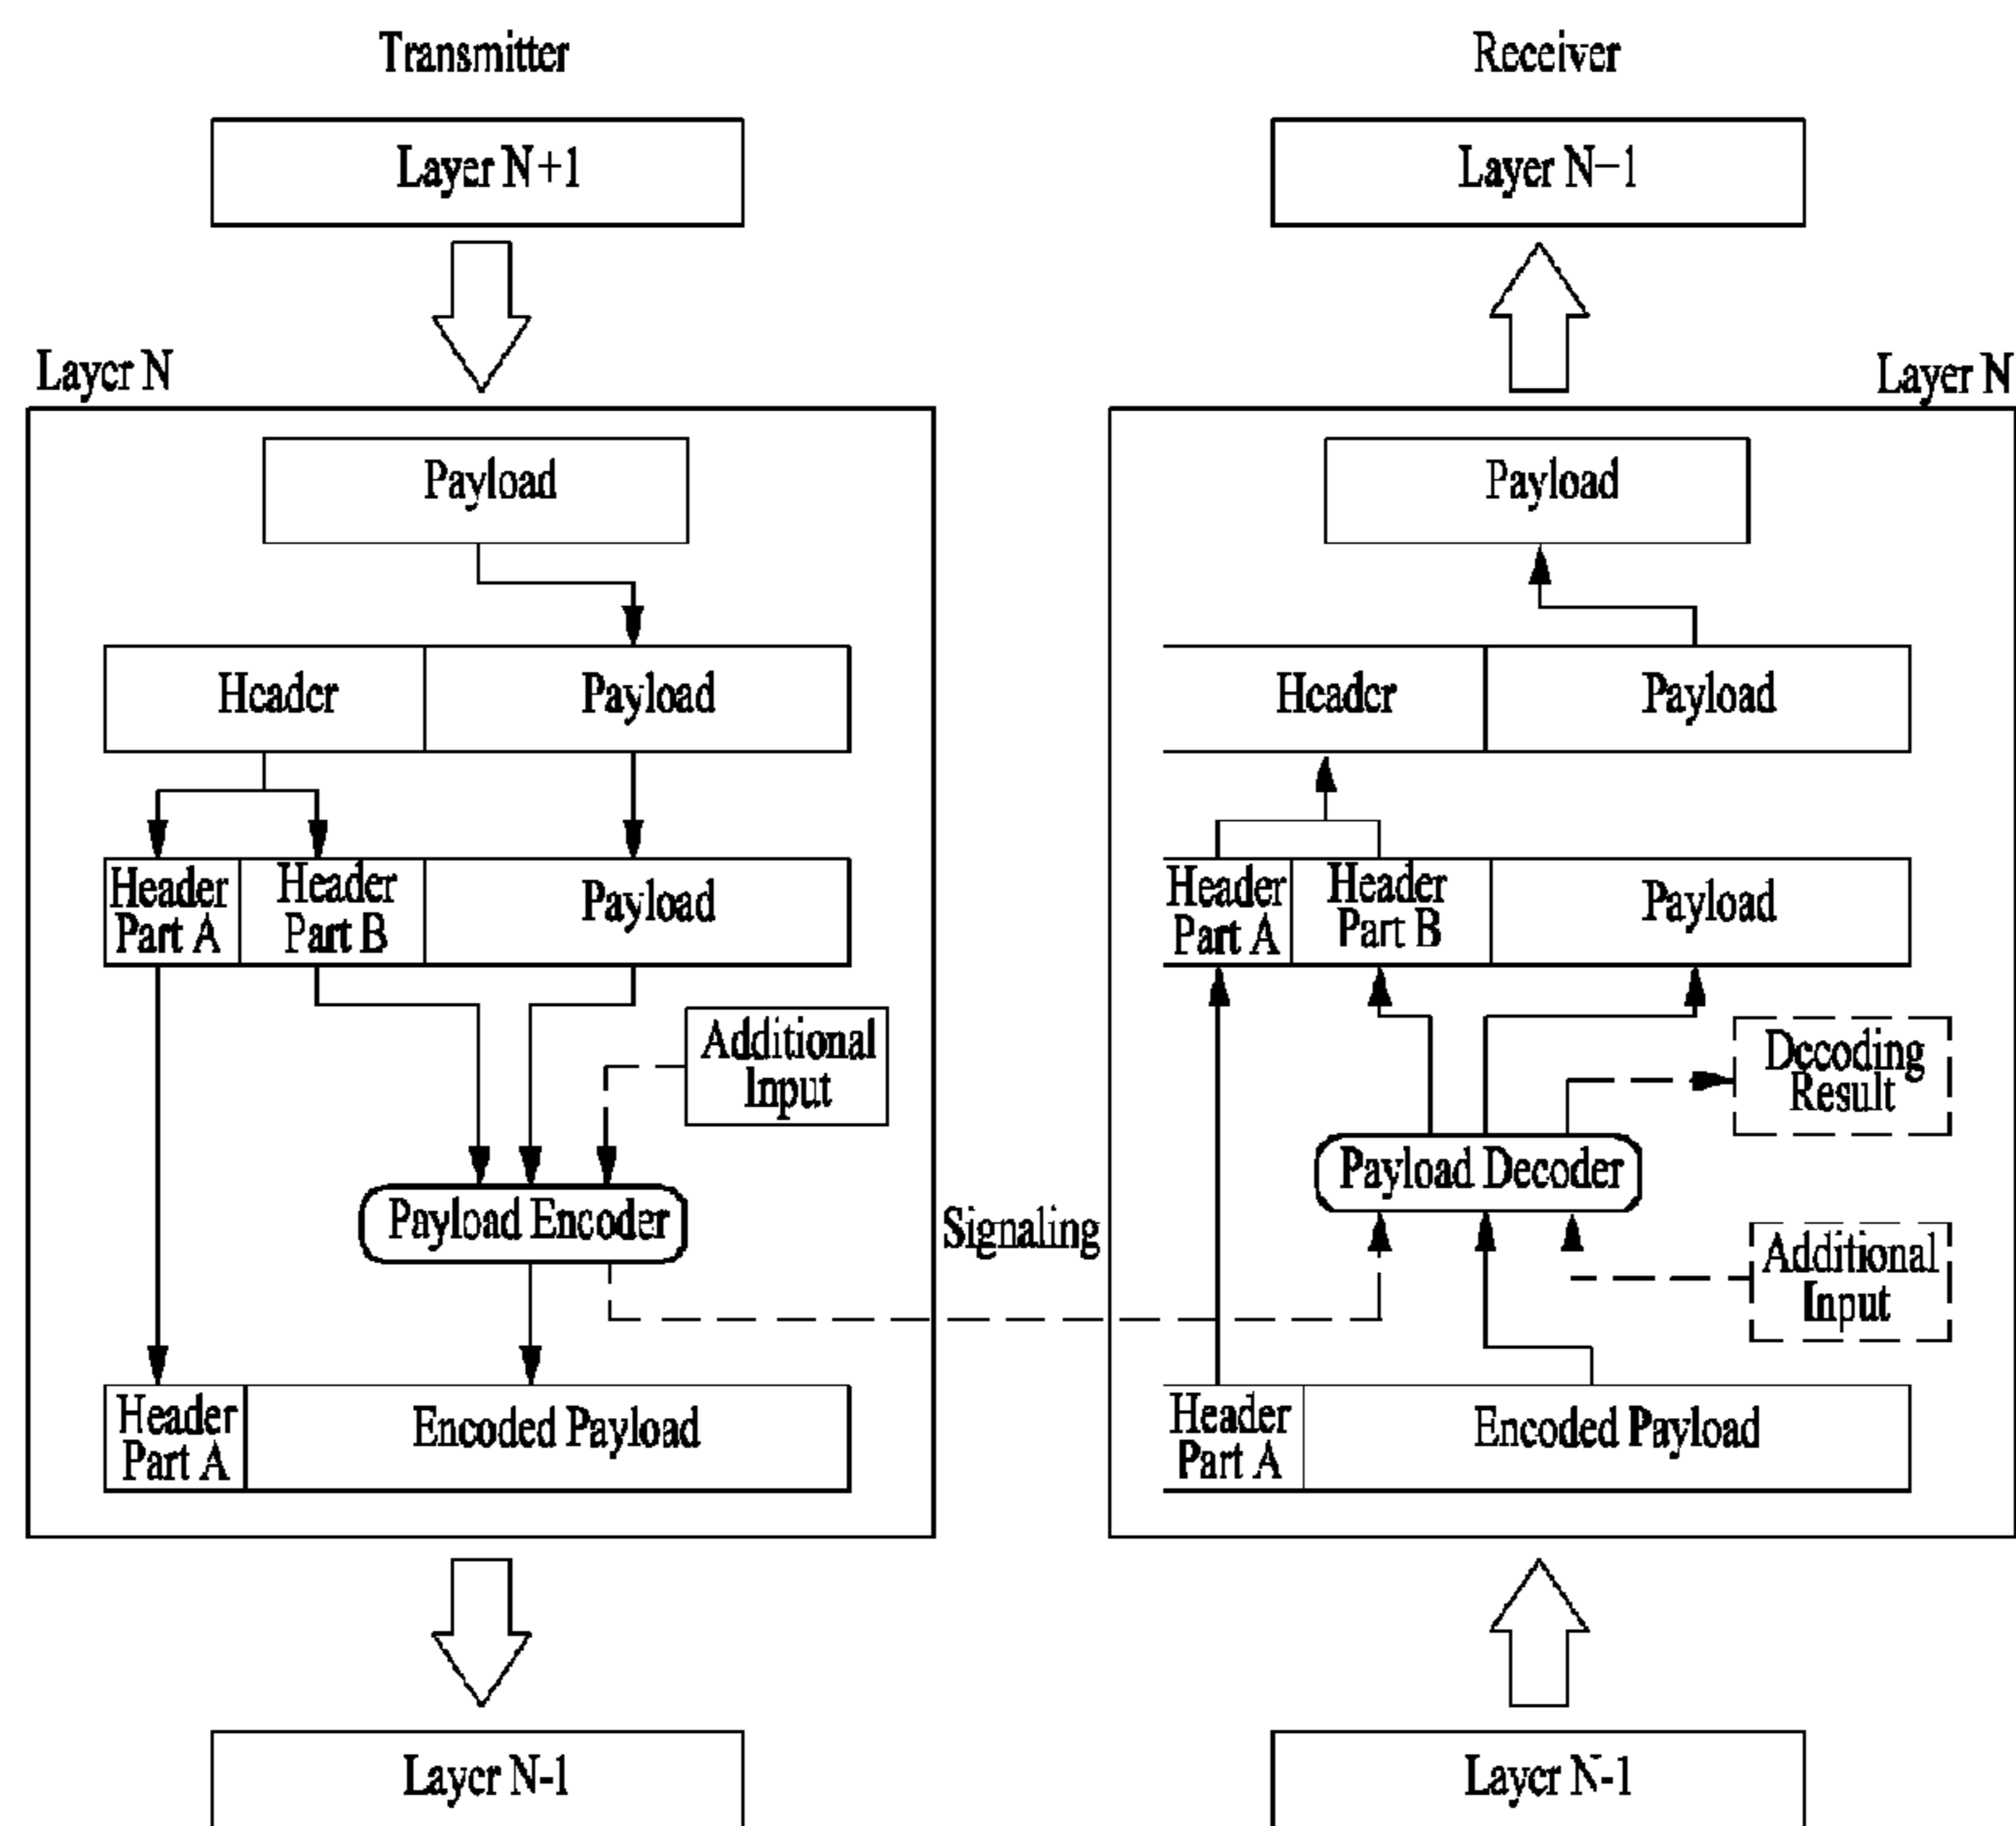 Transmitter
Layer N+1
Layer N
Payload
Header
Payload
Header
Part A
Header
Part B
Payload
Additional
Input
Payload Encoder
Header
Part A
Encoded Payload
Layer N-1
Signaling
Receiver
Layer N−1
Layer N
Payload
Header
Payload
Header
Part A
Header
Part B
Payload
Decoding
Result
Payload Decoder
Additional
Input
Header
Part A
Encoded Payload
Layer N-1